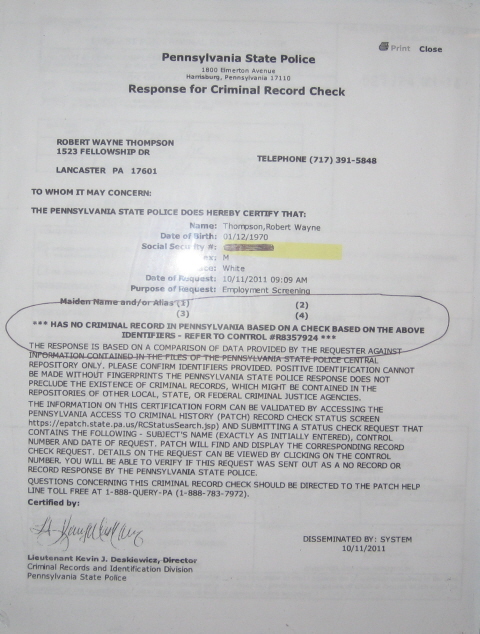 Print Close
Pennsylvania State Police
1800 Elmerton Avenue
Harrisburg, Pennsylvania 17110
Response for Criminal Record Check
ROBERT WAYNE THOMPSON
1523 FELLOWSHIP DR
TELEPHONE (717) 391-5848
LANCASTER PA 17601
TO WHOM IT MAY CONCERN:
THE PENNSYLVANIA STATE POLICE DOES HEREBY CERTIFY THAT:
Name: Thompson,Robert Wayne
Date of Birth: 01/12/1970
Social Security #:
M
White
Date of Request: 10/11/2011 09:09 AM
Purpose of Request: Employment Screening
Maiden Name and/or Alias (1) (2)
(3) (4)
*** HAS NO CRIMINAL RECORD IN PENNSYLVANIA BASED ON A CHECK BASED ON THE ABOVE
IDENTIFIERS - REFER TO CONTROL #R8357924 ***
THE RESPONSE IS BASED ON A COMPARISON OF DATA PROVIDED BY THE REQUESTER AGAINST
INFORMATION CONTAINED IN THE FILES OF THE PENNSYLVANIA STATE POLICE CENTRAL
REPOSITORY ONLY. PLEASE CONFIRM IDENTIFIERS PROVIDED. POSITIVE IDENTIFICATION CANNOT
BE MADE WITHOUT FINGERPRINTS THE PENNSYLVANIA STATE POLICE RESPONSE DOES NOT
PRECLUDE THE EXISTENCE OF CRIMINAL RECORDS, WHICH MIGHT BE CONTAINED IN THE
REPOSITORIES OF OTHER LOCAL, STATE, OR FEDERAL CRIMINAL JUSTICE AGENCIES.
THE INFORMATION ON THIS CERTIFICATION FORM CAN BE VALIDATED BY ACCESSING THE
PENNSYLVANIA ACCESS TO CRIMINAL HISTORY (PATCH) RECORD CHECK STATUS SCREEN
https://epatch.state.pa.us/RCStatusSearch.jsp) AND SUBMITTING A STATUS CHECK REQUEST THAT
CONTAINS THE FOLLOWING - SUBJECT'S NAME (EXACTLY AS INITIALLY ENTERED), CONTROL
NUMBER AND DATE OF REQUEST. PATCH WILL FIND AND DISPLAY THE CORRESPONDING RECORD
CHECK REQUEST. DETAILS ON THE REQUEST CAN BE VIEWED BY CLICKING ON THE CONTROL
NUMBER. YOU WILL BE ABLE TO VERIFY IF THIS REQUEST WAS SENT OUT AS A NO RECORD OR
RECORD RESPONSE BY THE PENNSYLVANIA STATE POLICE.
QUESTIONS CONCERNING THIS CRIMINAL RECORD CHECK SHOULD BE DIRECTED TO THE PATCH HELP
LINE TOLL FREE AT 1-888-QUERY-PA (1-888-783-7972).
Certified by:
DISSEMINATED BY: SYSTEM
10/11/2011
Lieutenant Kevin J. Deskiewicz, Director
Criminal Records and Identification Division
Pennsylvania State Police